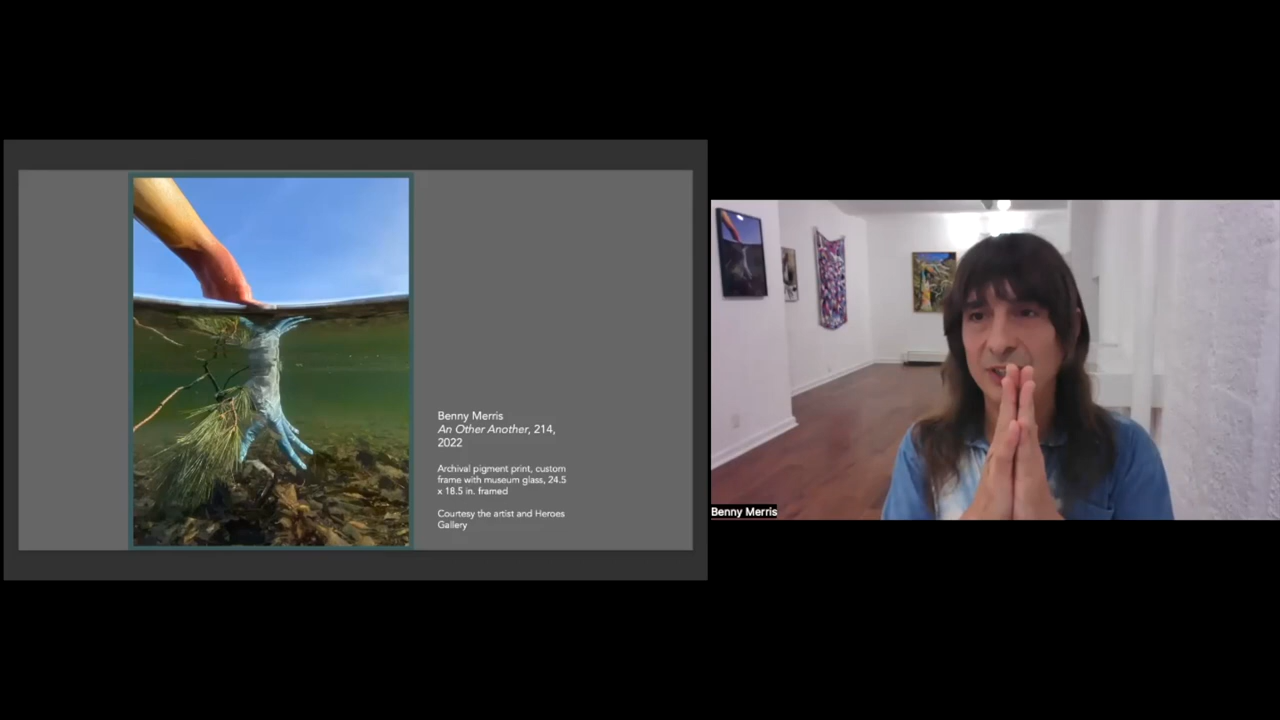 Benny Merris
An Other Another, 214,
2022
Archival pigment print, custom
frame with museum glass, 24.5
x 18.5 in. framed
Courtesy the artist and Heroes
Gallery
Benny Merris